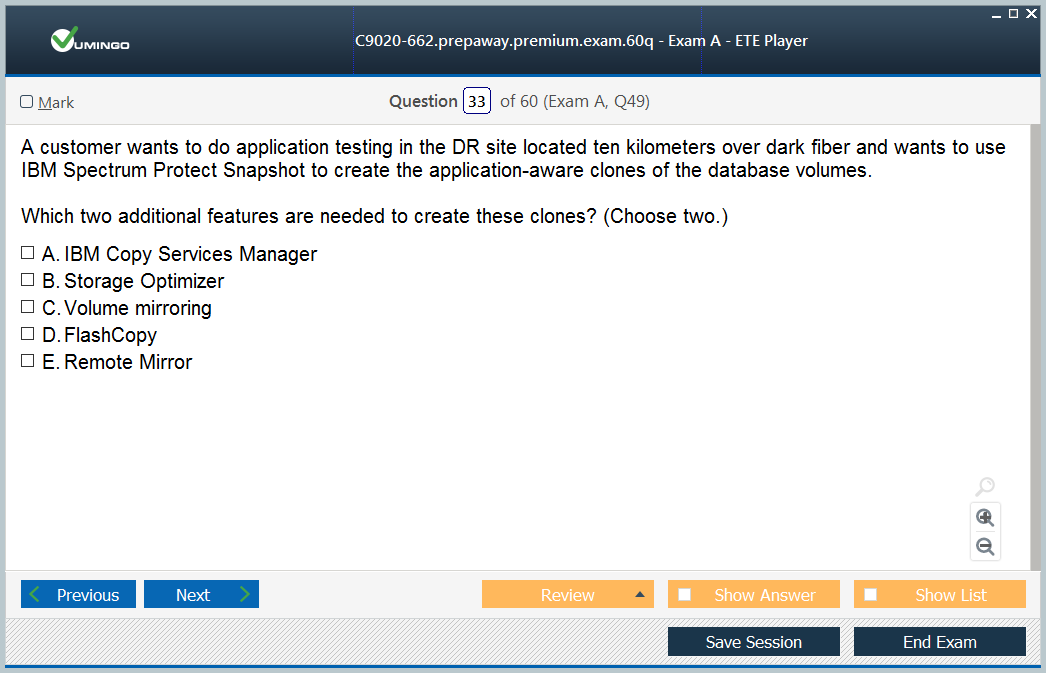 VUMINGO
C9020-662.prepaway.premium.exam.60q - Exam A - ETE Player
Mark
Question 33 of 60 (Exam A, Q49)
A customer wants to do application testing in the DR site located ten kilometers over dark fiber and wants to use
IBM Spectrum Protect Snapshot to create the application-aware clones of the database volumes.
Which two additional features are needed to create these clones? (Choose two.)
A. IBM Copy Services Manager
B. Storage Optimizer
C. Volume mirroring
D. FlashCopy
E. Remote Mirror
Previous
Next
Review
Show Answer
Show List
Save Session
End Exam